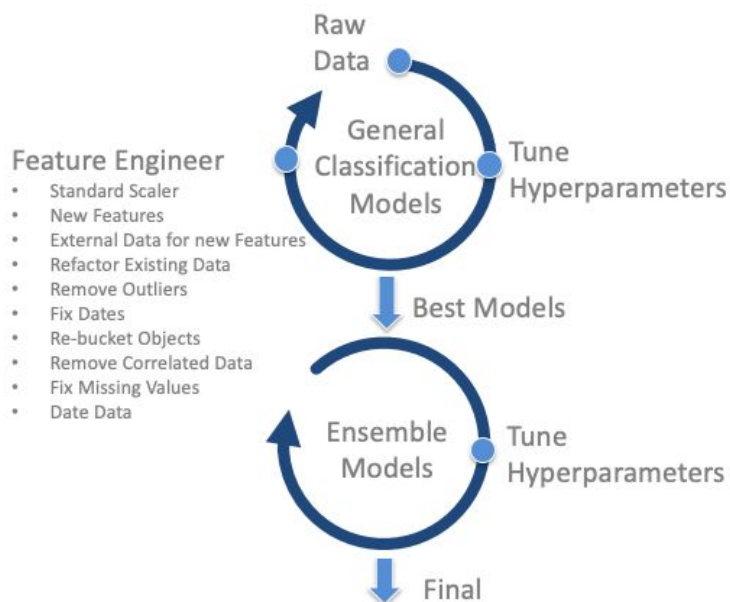 Raw
Data
General
Classification
Models
Tune
Hyperparameters
Feature Engineer
• Standard Scaler
• New Features
• External Data for new Features
• Refactor Existing Data
• Remove Outliers
• Fix Dates
• Re-bucket Objects
• Remove Correlated Data
• Fix Missing Values
• Date Data
Best Models
Ensemble
Models
Tune
Hyperparameters
Final